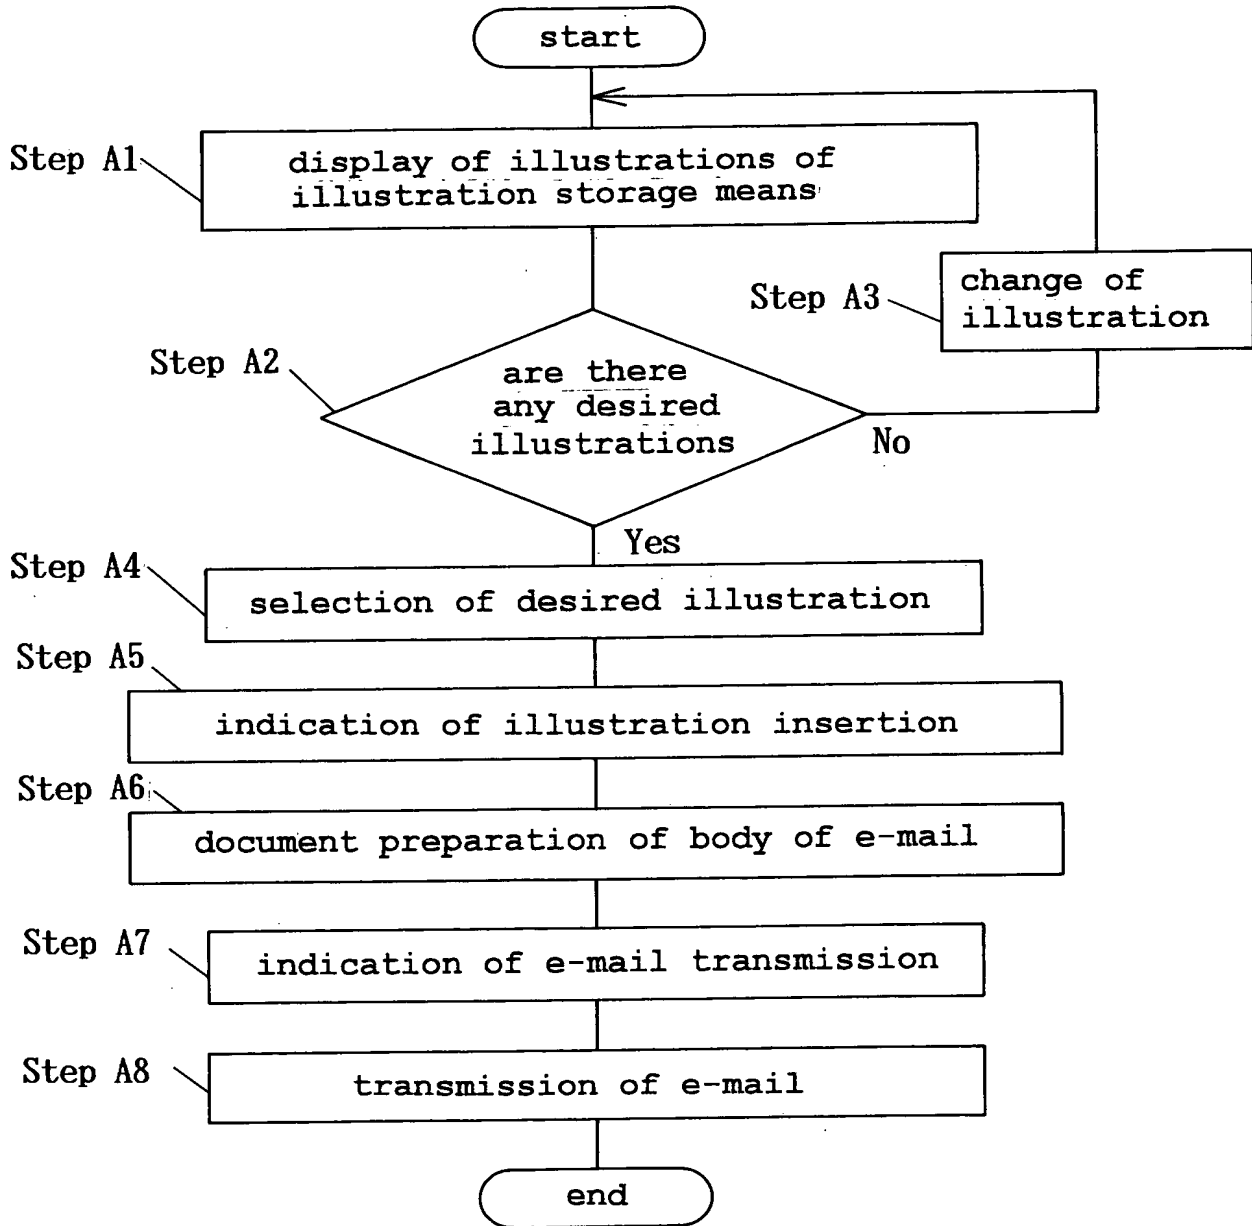 start
Step A1
display of illustrations of
illustration storage means
Step A3
change of
illustration
Step A2
are there
any desired
illustrations
No
Yes
Step A4
selection of desired illustration
Step A5
indication of illustration insertion
Step A6
document preparation of body of e-mail
Step A7
indication of e-mail transmission
Step A8
transmission of e-mail
end